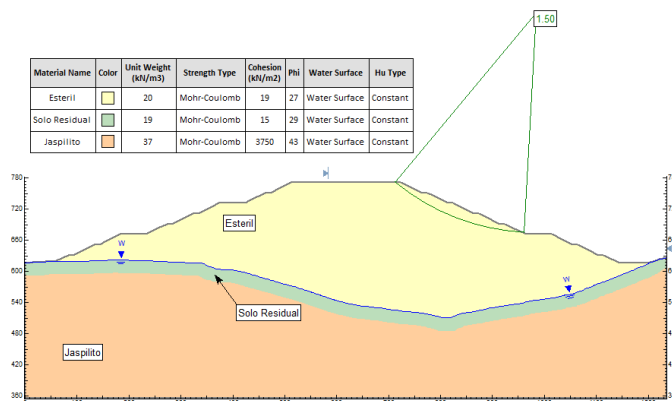 1.50
Material Name Color Unit Weight (kN/m3) Strength Type Cohesion (kN/m2) Phi Water Surface Hu Type
Esteril 20 Mohr-Coulomb 19 27 Water Surface Constant
Solo Residual 19 Mohr-Coulomb 15 29 Water Surface Constant
Jaspilito 37 Mohr-Coulomb 3750 43 Water Surface Constant
780
720
Esteril
660
W
600
W
540
Solo Residual
480
420
Jaspilito
360